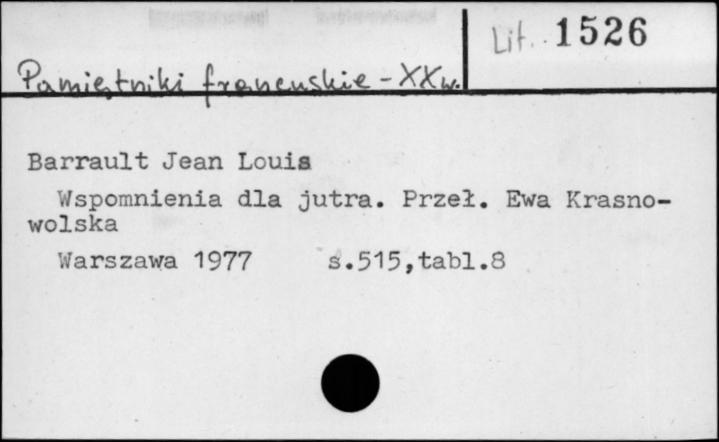 Lit. 1526
Pamiętniki francuskie - XXw.
Barrault Jean Louis
Wspomnienia dla jutra. Przeł. Ewa Krasno-
wolska
Warszawa 1977 s.515,tabl.8